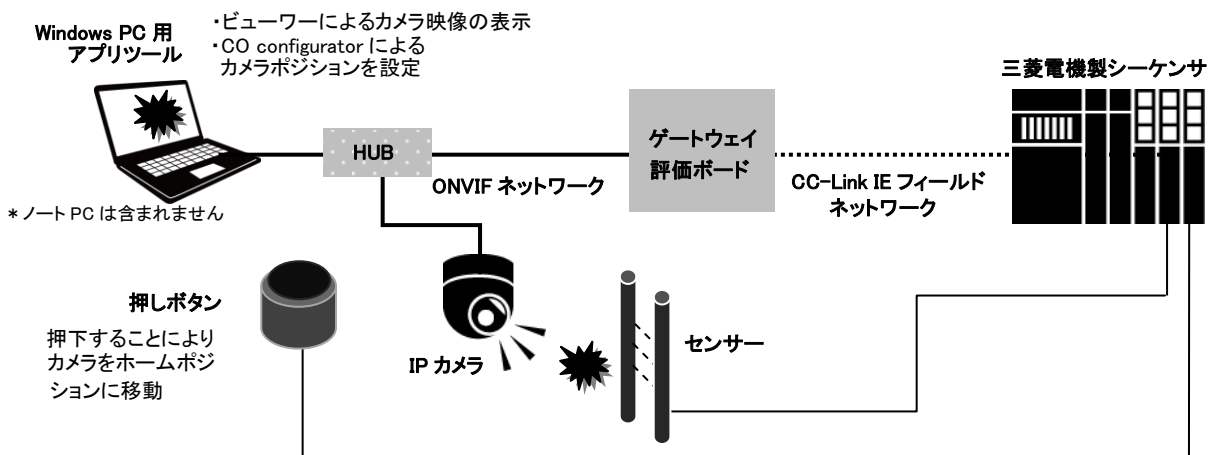 Windows PC 用
アプリツール
・ビューワーによるカメラ映像の表示
・CO configurator による
カメラポジションを設定
三菱電機製シーケンサ
HUB
ゲートウェイ
評価ボード
ONVIF ネットワーク
CC-Link IE フィールド
ネットワーク
＊ノート PC は含まれません
押しボタン
押下することにより
カメラをホームポジ
ションに移動
IP カメラ
センサー